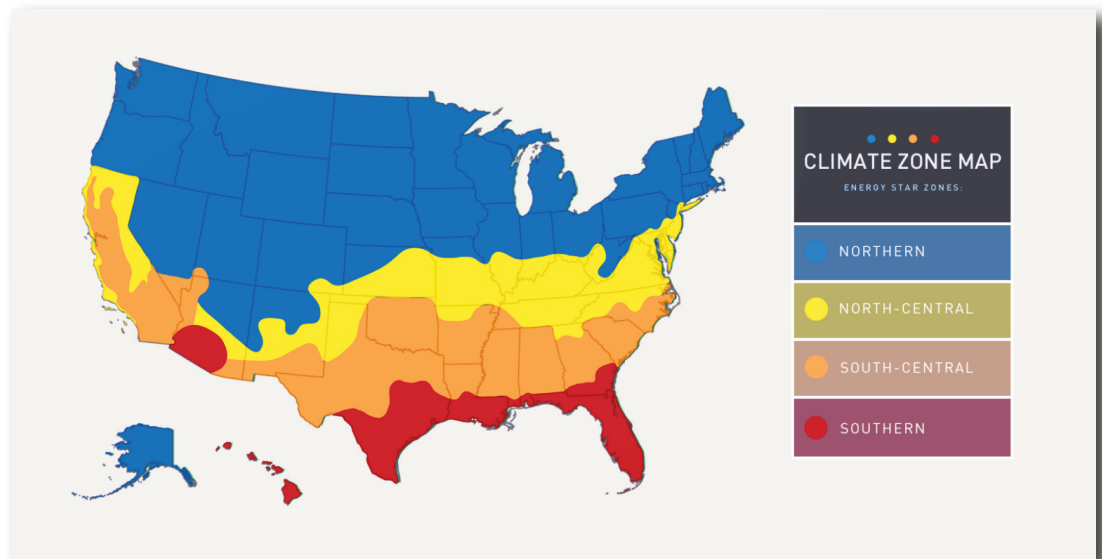 CLIMATE ZONE MAP
ENERGY STAR ZONES:
NORTHERN
NORTH-CENTRAL
SOUTH-CENTRAL
SOUTHERN